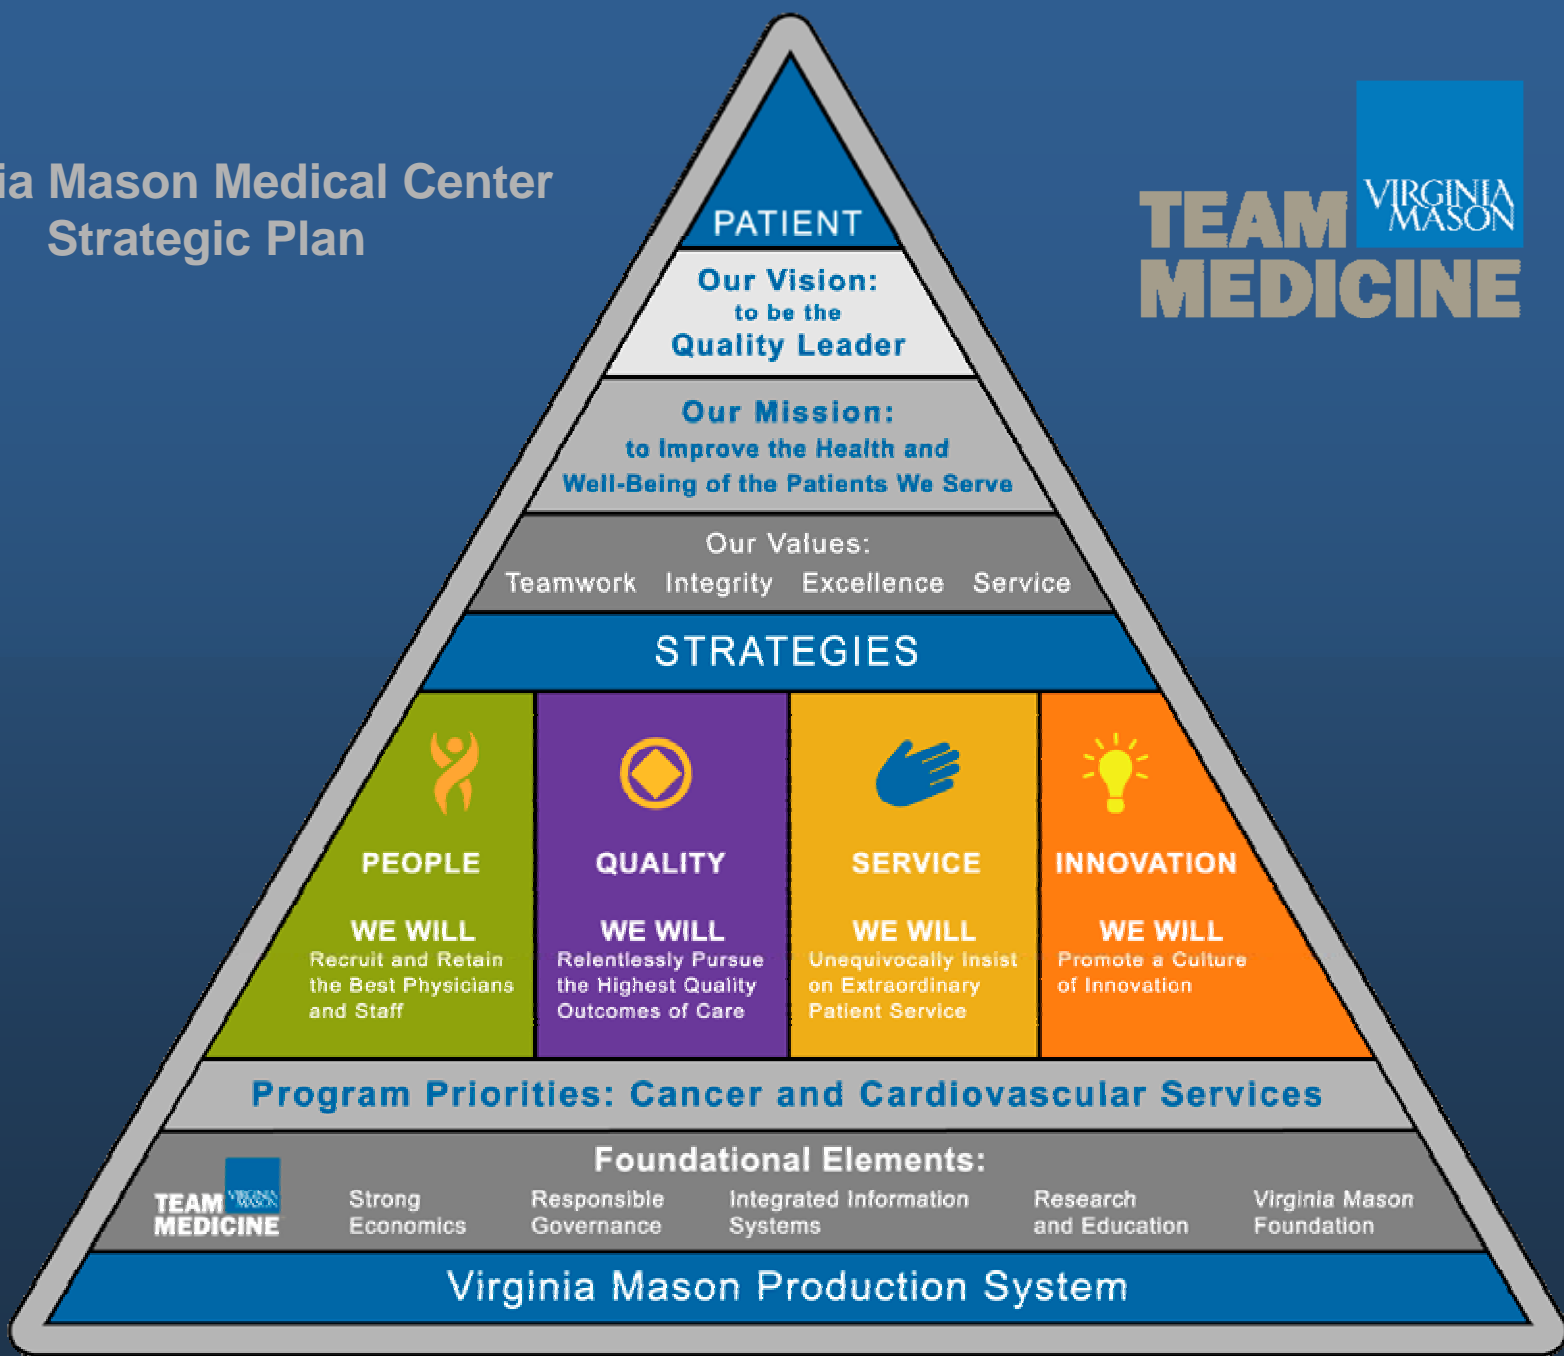 ia Mason Medical Center
Strategic Plan
TEAM
MEDICINE
VIRGINIA
MASON
PATIENT
Our Vision:
to be the
Quality Leader
Our Mission:
to Improve the Health and
Well-Being of the Patients We Serve
Our Values:
Teamwork Integrity Excellence Service
STRATEGIES
PEOPLE
WE WILL
Recruit and Retain
the Best Physicians
and Staff
QUALITY
WE WILL
Relentlessly Pursue
the Highest Quality
Outcomes of Care
SERVICE
WE WILL
Unequivocally Insist
on Extraordinary
Patient Service
INNOVATION
WE WILL
Promote a Culture
of Innovation
Program Priorities: Cancer and Cardiovascular Services
Foundational Elements:
TEAM
MEDICINE
VIRGINIA
MASON
Strong
Economics
Responsible
Governance
Integrated Information
Systems
Research
and Education
Virginia Mason
Foundation
Virginia Mason Production System